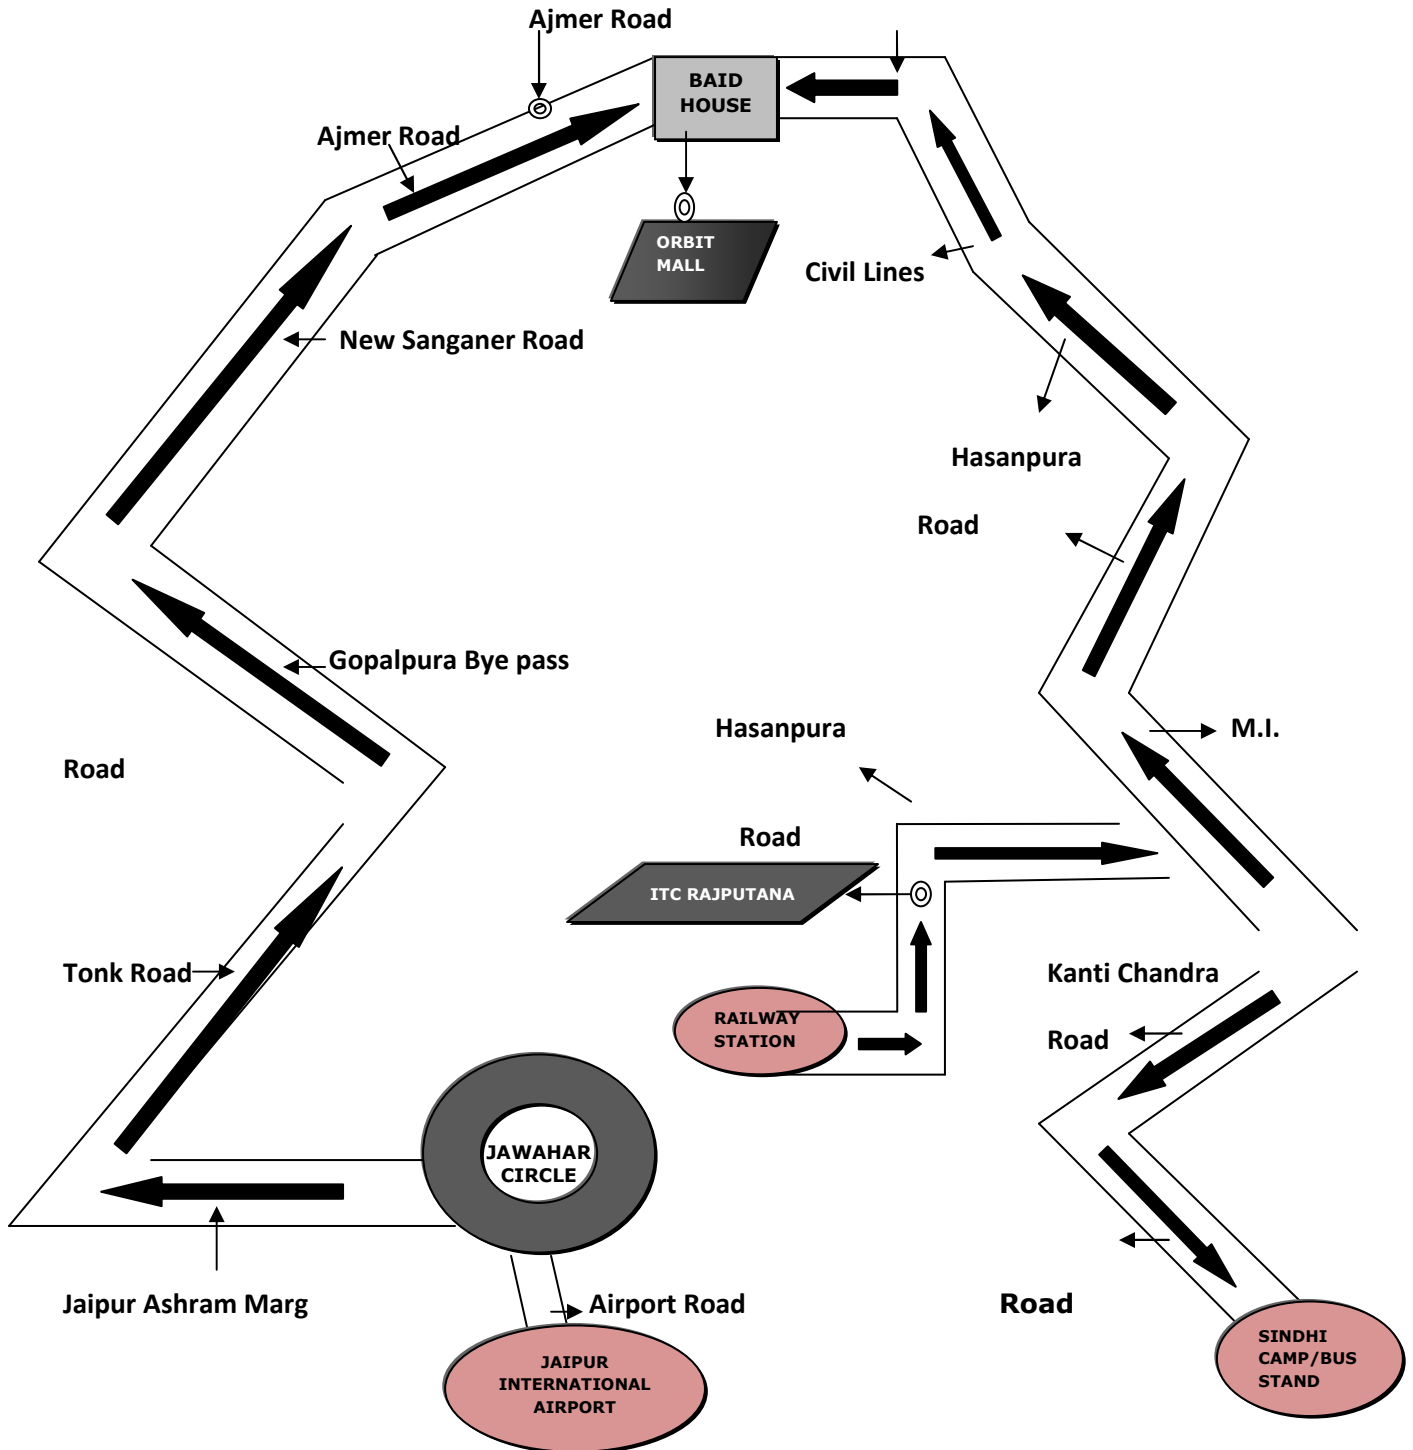 Ajmer Road
BAID
HOUSE
Ajmer Road
ORBIT
MALL
Civil Lines
New Sanganer Road
Hasanpura
Road
Gopalpura Bye pass
Hasanpura
M.I.
Road
Road
ITC RAJPUTANA
Tonk Road
Kanti Chandra
Road
RAILWAY
STATION
JAWAHAR
CIRCLE
Jaipur Ashram Marg
Airport Road
Road
JAIPUR
INTERNATIONAL
AIRPORT
SINDHI
CAMP/BUS
STAND